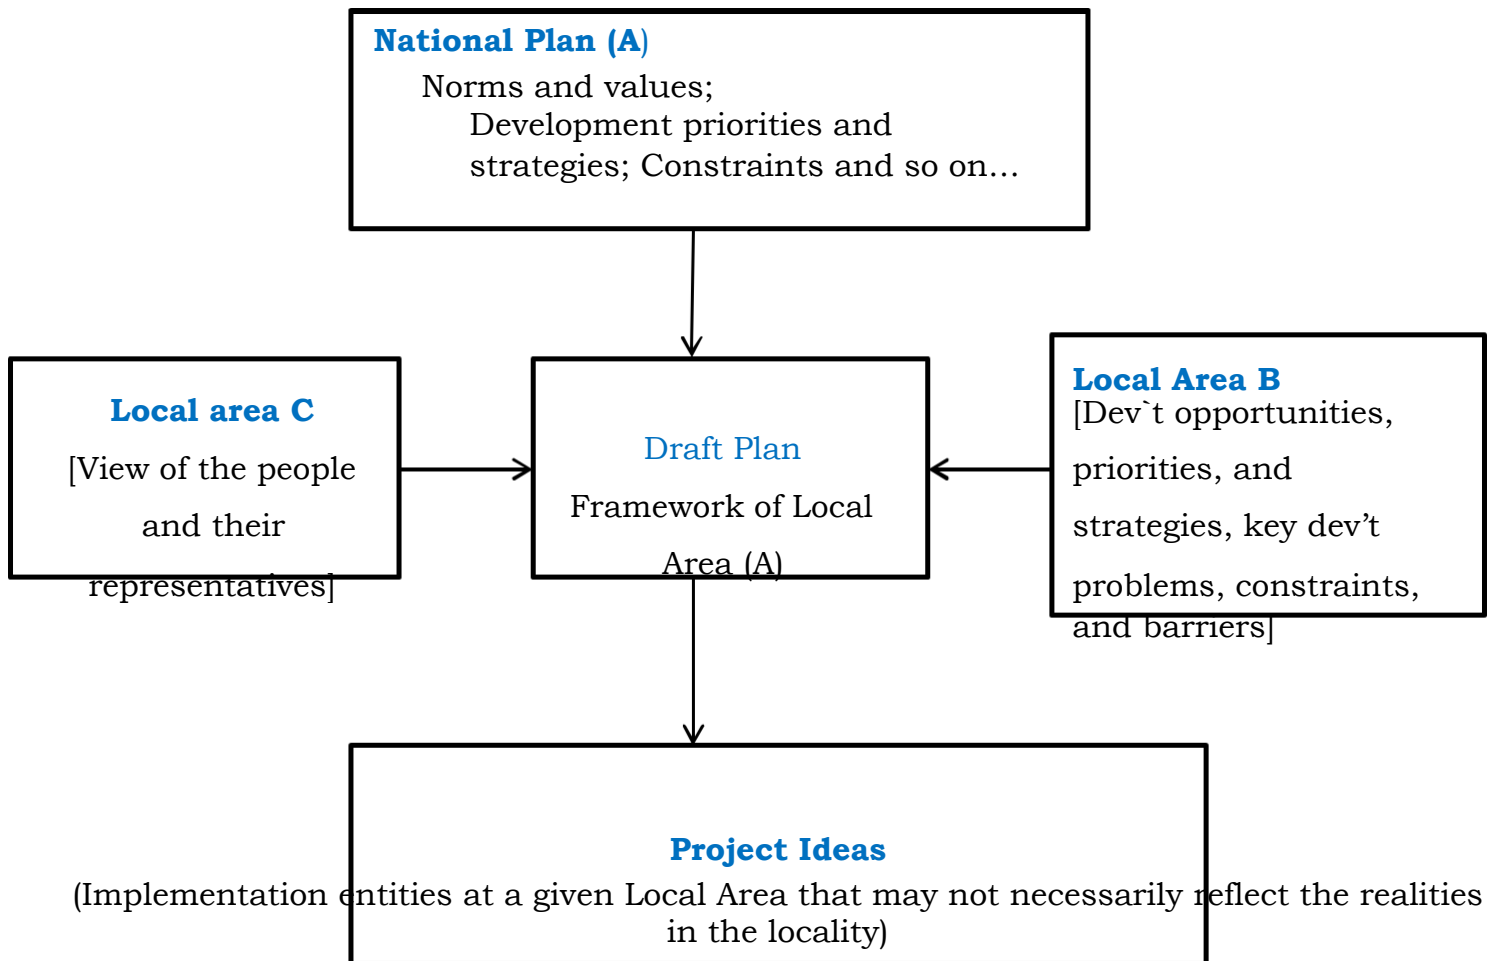 National Plan (A)
Norms and values;
Development priorities and
strategies; Constraints and so on…
Local area C
[View of the people
and their
representatives]
Draft Plan
Framework of Local
Area (A)
Local Area B
[Dev`t opportunities,
priorities, and
strategies, key dev’t
problems, constraints,
and barriers]
Project Ideas
(Implementation entities at a given Local Area that may not necessarily reflect the realities
in the locality)